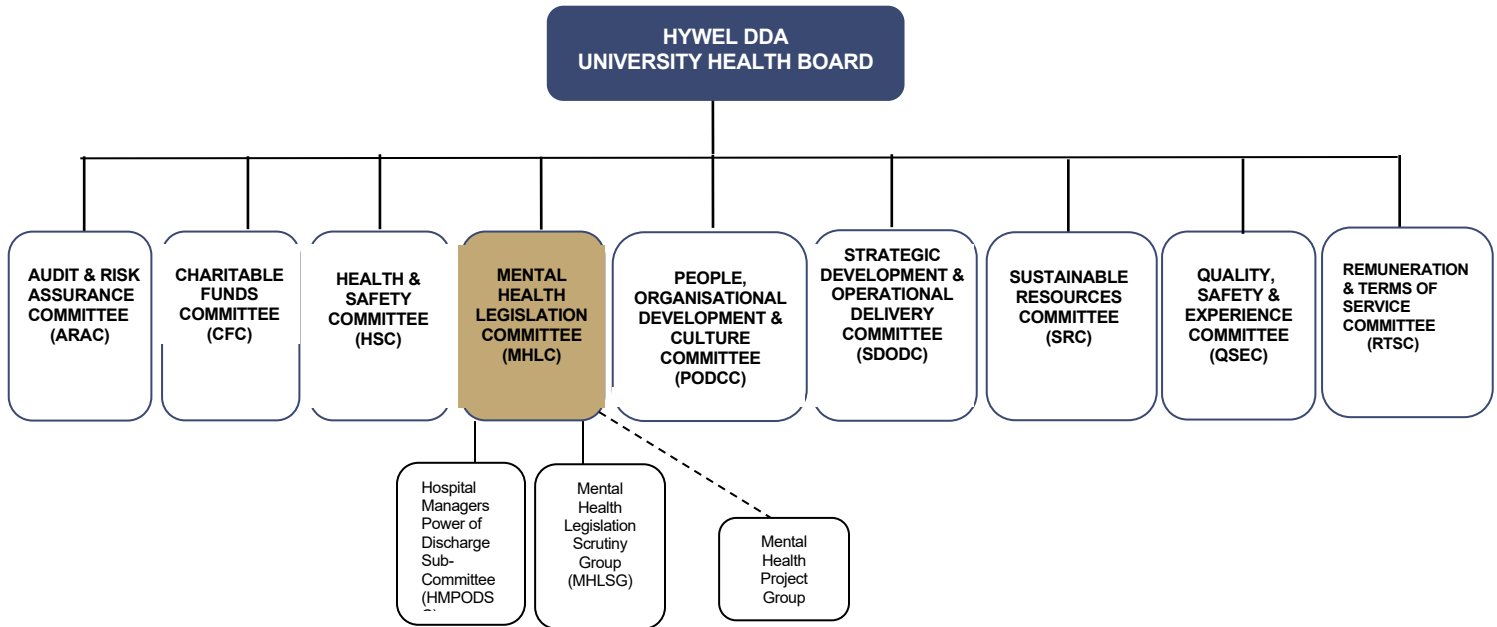 HYWEL DDA
UNIVERSITY HEALTH BOARD
AUDIT & RISK
ASSURANCE
COMMITTEE
(ARAC)
CHARITABLE
FUNDS
COMMITTEE
(CFC)
HEALTH &
SAFETY
COMMITTEE
(HSC)
MENTAL
HEALTH
LEGISLATION
COMMITTEE
(MHLC)
PEOPLE,
ORGANISATIONAL
DEVELOPMENT &
CULTURE
COMMITTEE
(PODCC)
STRATEGIC
DEVELOPMENT &
OPERATIONAL
DELIVERY
COMMITTEE
(SDODC)
SUSTAINABLE
RESOURCES
COMMITTEE
(SRC)
QUALITY,
SAFETY &
EXPERIENCE
COMMITTEE
(QSEC)
REMUNERATION
& TERMS OF
SERVICE
COMMITTEE
(RTSC)
Hospital
Managers
Power of
Discharge
Sub-
Committee
(HMPODS
Mental
Health
Legislation
Scrutiny
Group
(MHLSG)
Mental
Health
Project
Group